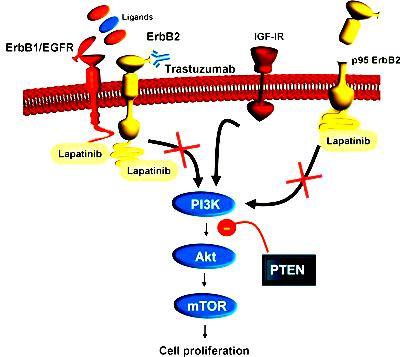 Ligands
ErbB1/EGFR
ErbB2
Trastuzumab
IGF-IR
p95 ErbB2
Lapatinib
Lapatinib
Lapatinib
PI3K
–
Akt
PTEN
mTOR
Cell proliferation